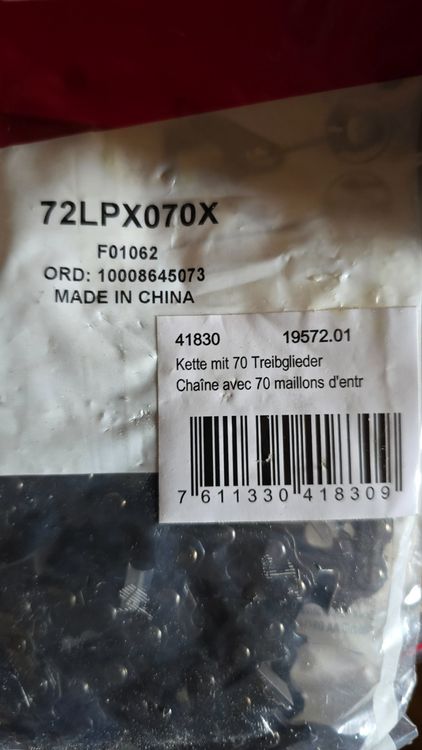 72LPX070X
F01062
ORD: 10008645073
MADE IN CHINA
41830 19572.01
Kette mit 70 Treibglieder
Chaîne avec 70 maillons d'entr
7 611330 418309